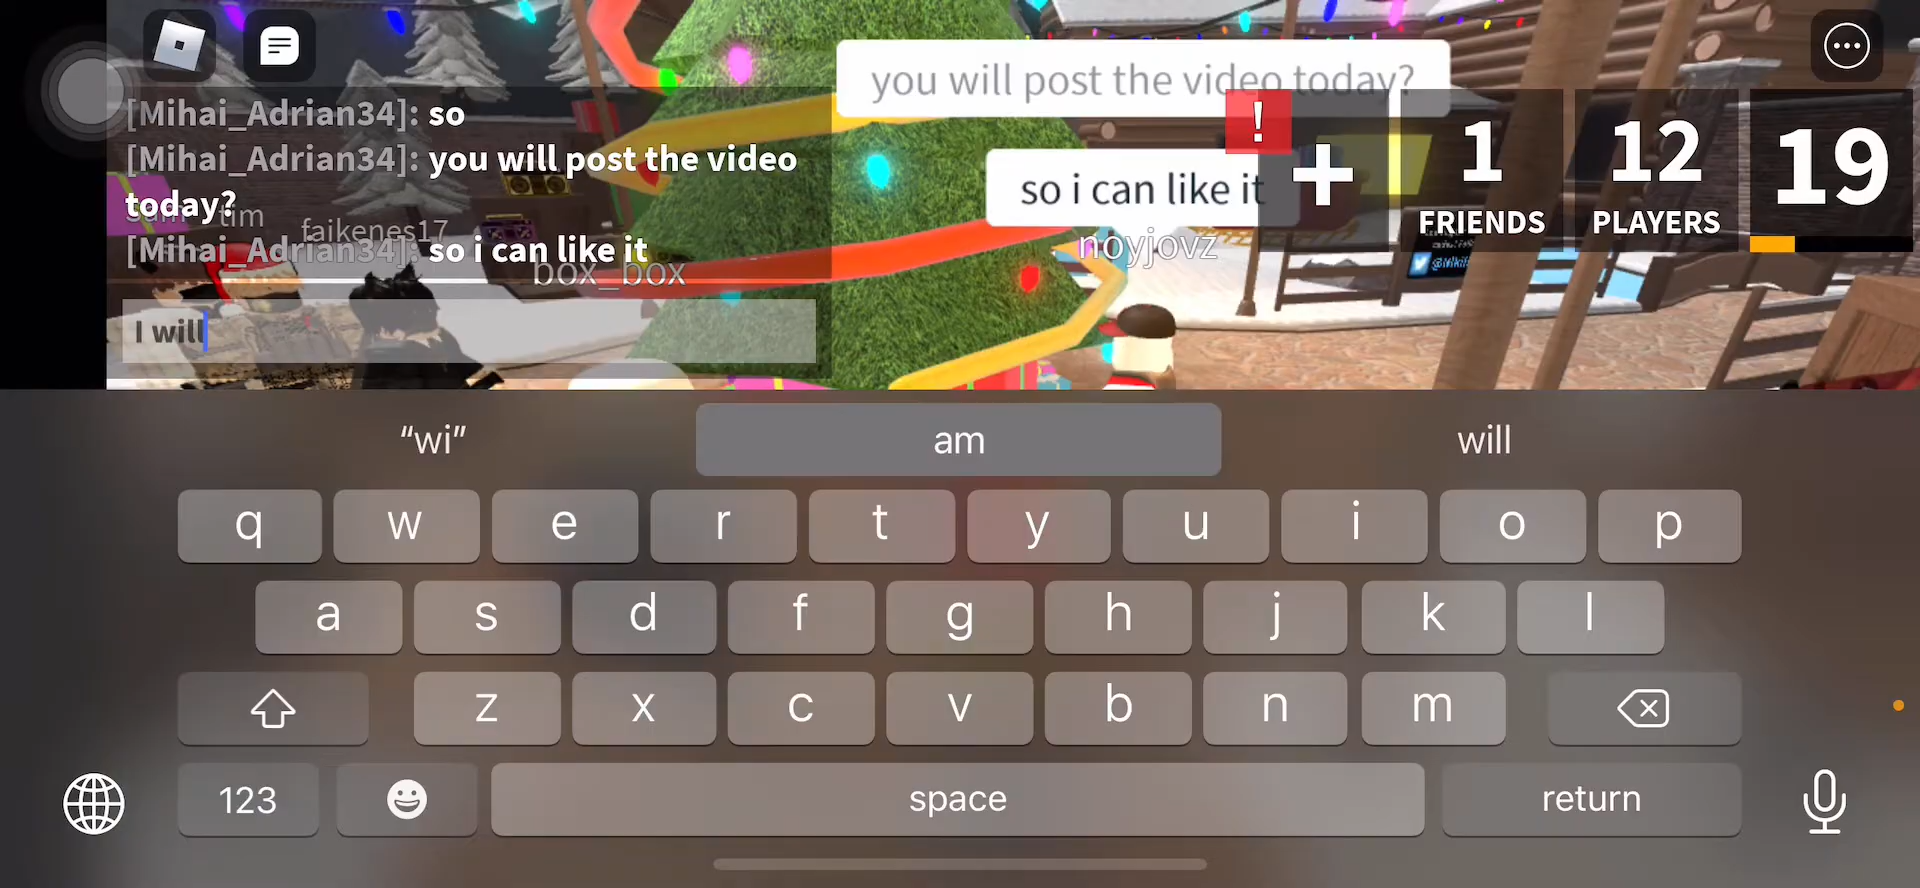 you will post the video today?
[Mihai_Adrian34]: so
[Mihai_Adrian34]: you will post the video
today?
[Mihai_Adrian34]: so i can like it
so i can like it
!
+
1
FRIENDS
12
PLAYERS
19
tim
faikenes17
box_box
noyjovz
I will
“wi”
am
will
q w e r t y u i o p
a s d f g h j k l
z x c v b n m
123
space
return